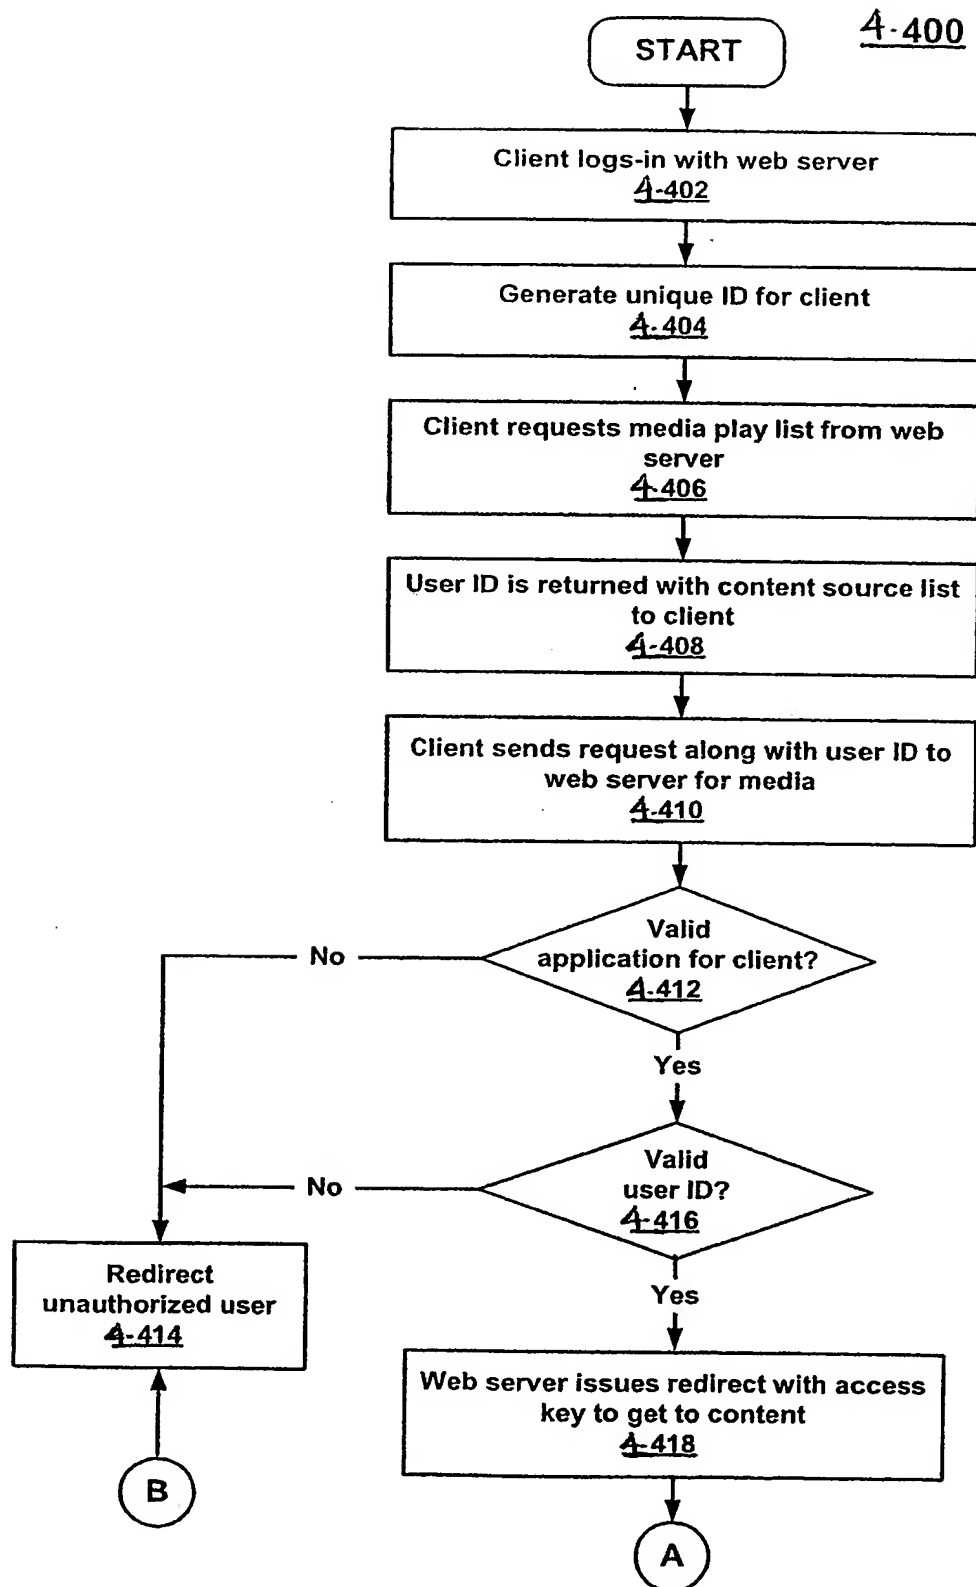 4-400
START
Client logs-in with web server
4-402
Generate unique ID for client
4-404
Client requests media play list from web
server
4-406
User ID is returned with content source list
to client
4-408
Client sends request along with user ID to
web server for media
4-410
Valid
application for client?
4-412
No
Yes
Valid
user ID?
4-416
No
Yes
Redirect
unauthorized user
4-414
Web server issues redirect with access
key to get to content
4-418
B
A